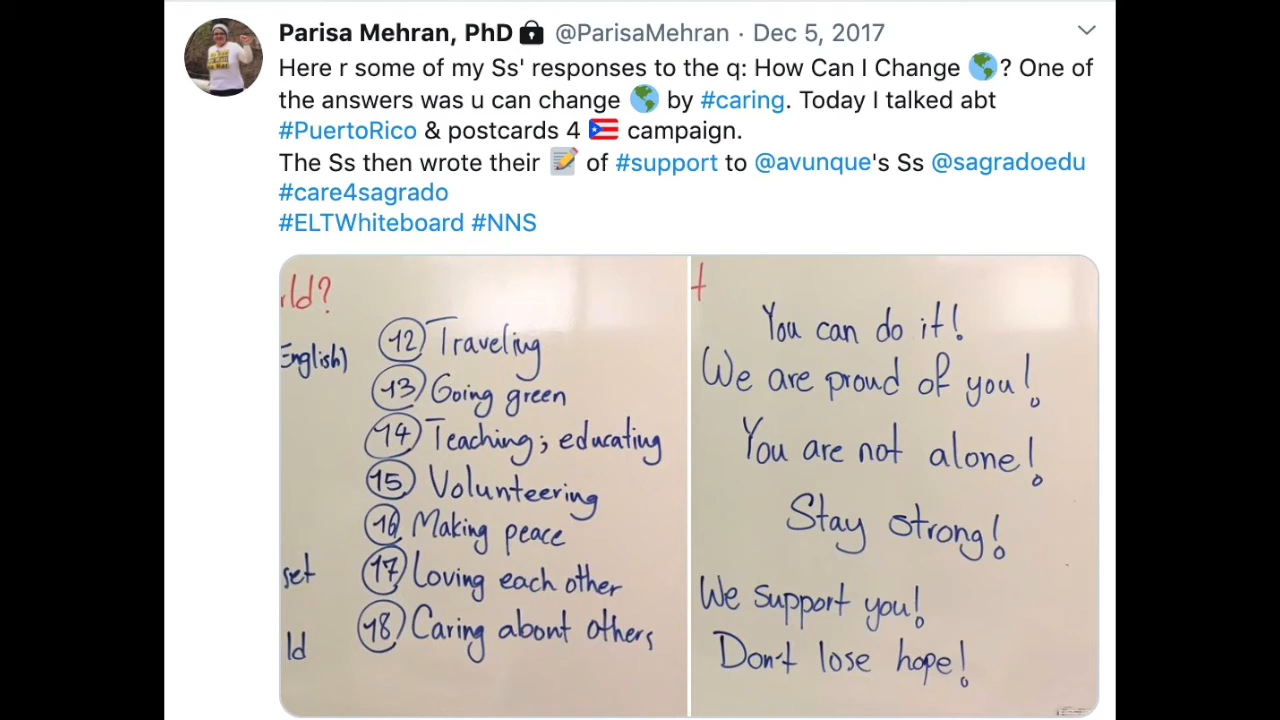 Parisa Mehran, PhD🔒 @ParisaMehran · Dec 5, 2017
Here r some of my Ss' responses to the q: How Can I Change 🌎? One of
the answers was u can change 🌎 by #caring. Today I talked abt
#PuertoRico & postcards 4 🇵🇷 campaign.
The Ss then wrote their 📝 of #support to @avunque's Ss @sagradoedu
#care4sagrado
#ELTWhiteboard #NNS
rld?
English)
set
ld
12 Traveling
13 Going green
14 Teaching; educating
15 Volunteering
16 Making peace
17 Loving each other
18 Caring about others
t
You can do it!
We are proud of you!
You are not alone!
Stay strong!
We support you!
Don't lose hope!